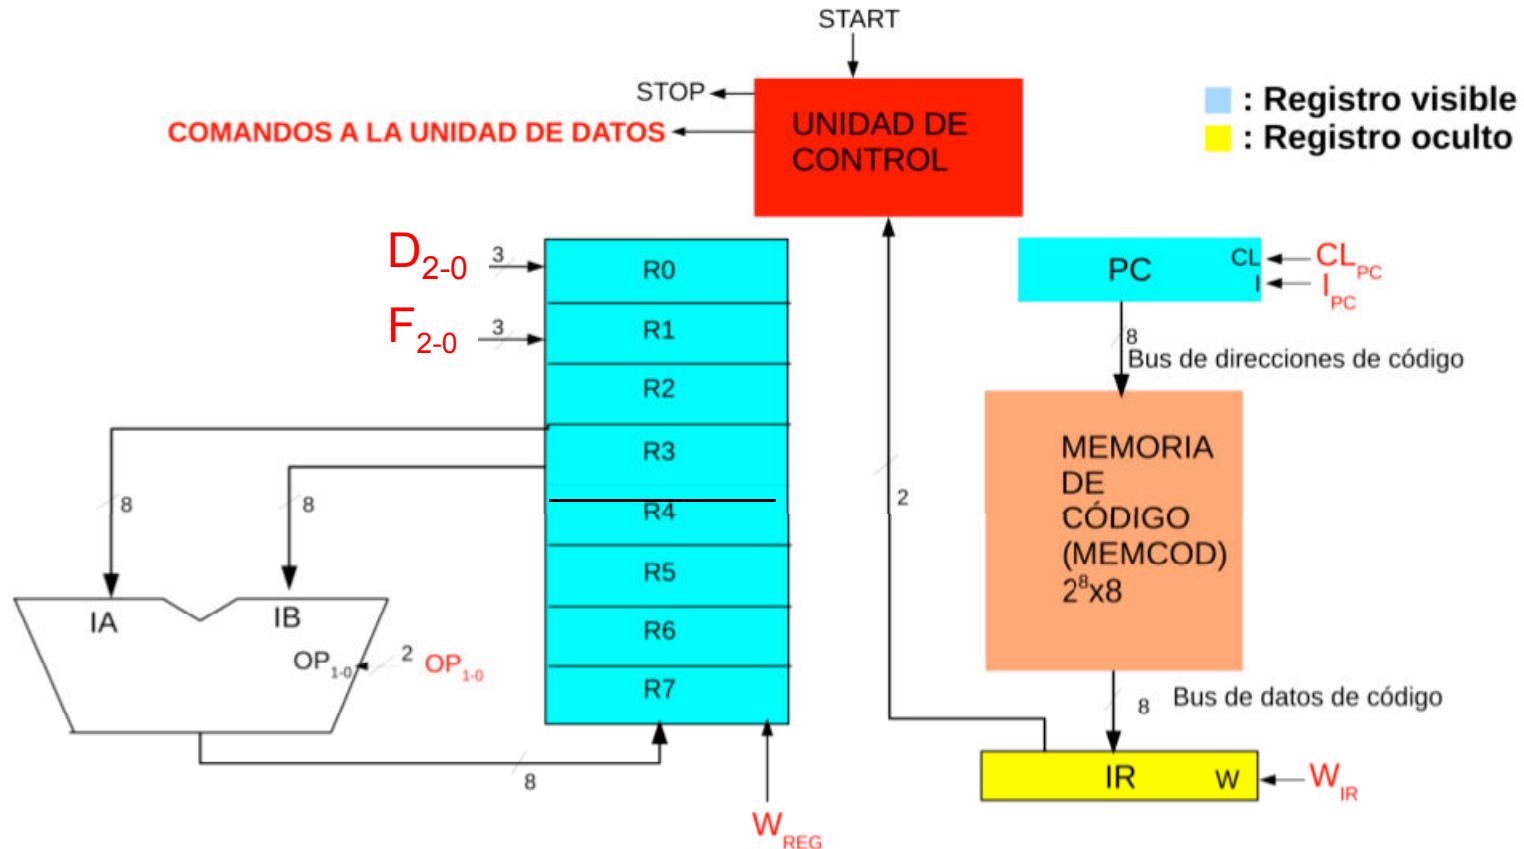 START
STOP
COMANDOS A LA UNIDAD DE DATOS
UNIDAD DE
CONTROL
: Registro visible
: Registro oculto
D2-0
3
F2-0
3
R0
R1
R2
R3
R4
R5
R6
R7
PC
CL
I
CLPC
IPC
8
Bus de direcciones de código
MEMORIA
DE
CÓDIGO
(MEMCOD)
2^8x8
2
8
8
IA
IB
OP1-0
2
OP1-0
8
WREG
8
Bus de datos de código
IR
W
WIR